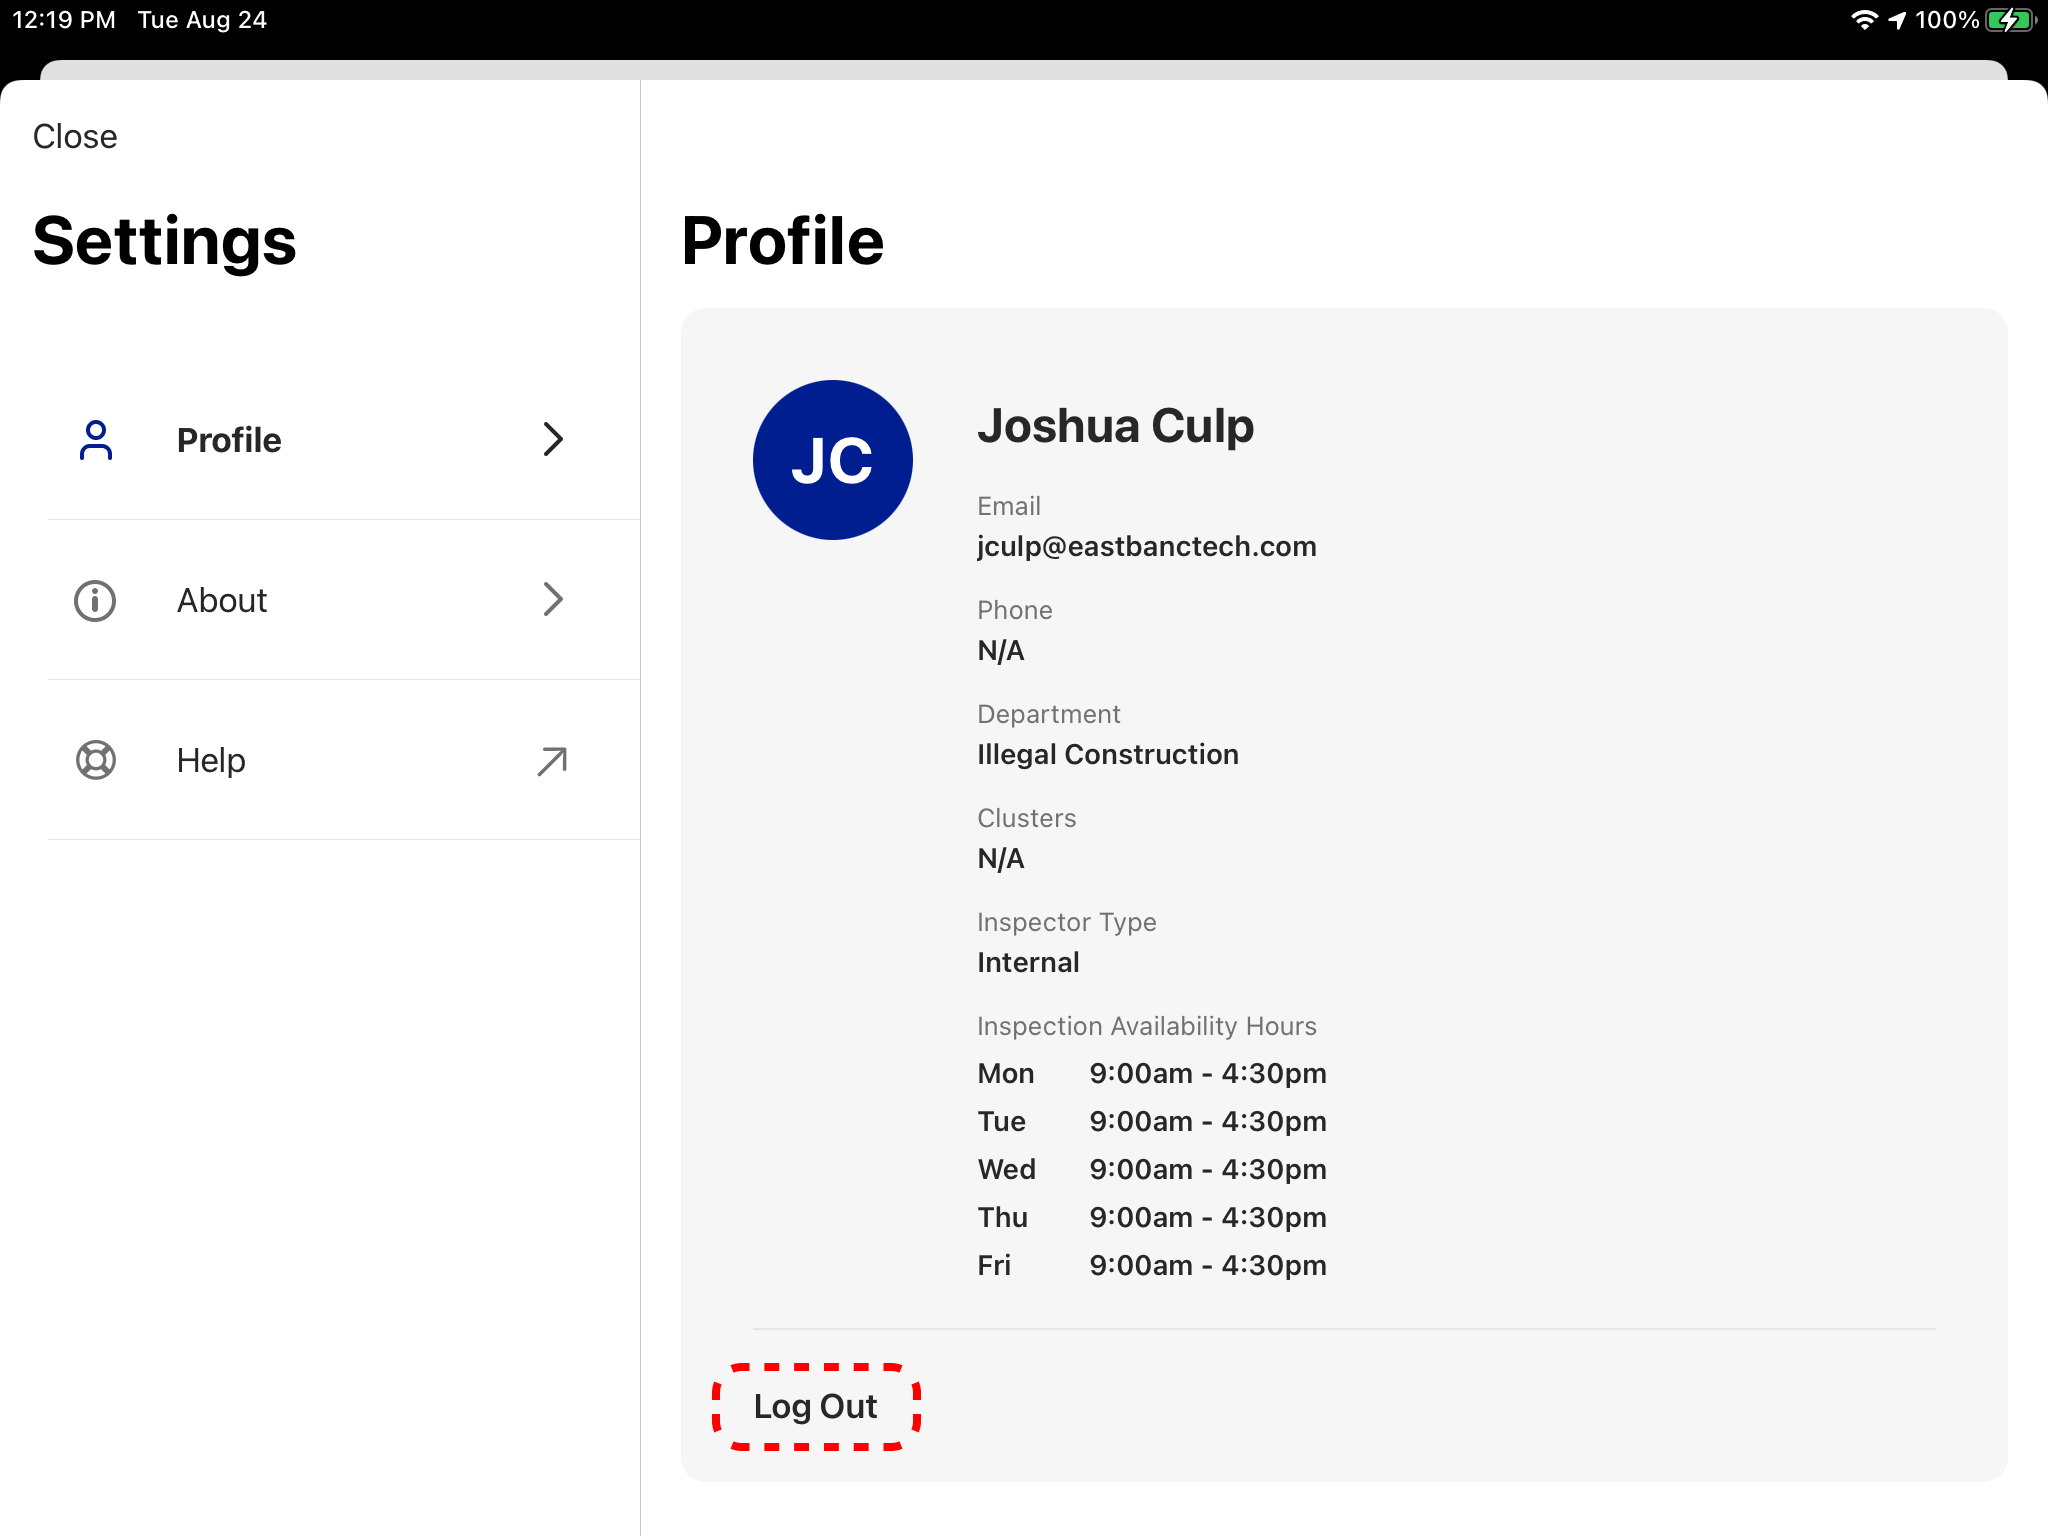 12:19 PM Tue Aug 24
100%
Close
Settings
Profile
About
Help
Profile
JC
Joshua Culp
Email
jculp@eastbanctech.com
Phone
N/A
Department
Illegal Construction
Clusters
N/A
Inspector Type
Internal
Inspection Availability Hours
Mon 9:00am - 4:30pm
Tue 9:00am - 4:30pm
Wed 9:00am - 4:30pm
Thu 9:00am - 4:30pm
Fri 9:00am - 4:30pm
Log Out